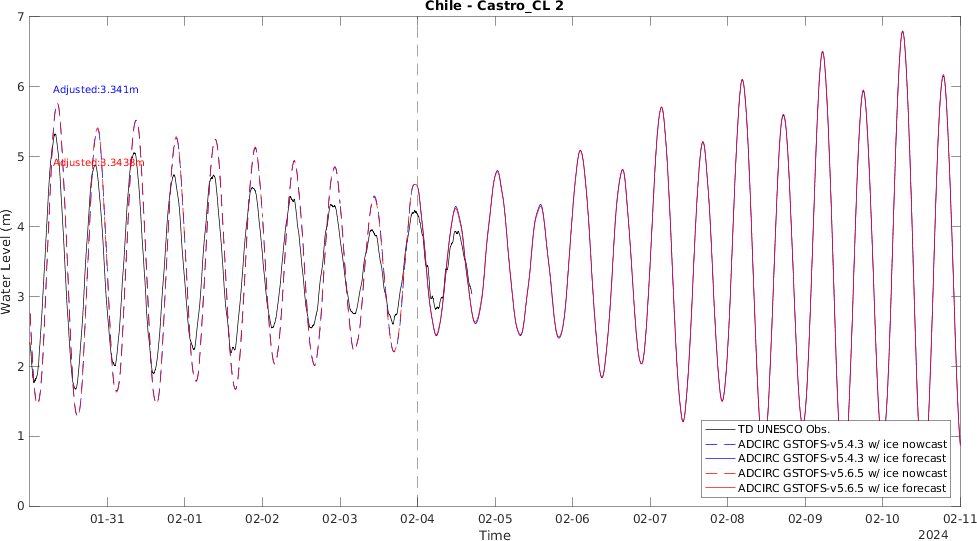 Chile - Castro_CL 2
7
6
5
4
3
2
1
0
Water Level (m)
Adjusted:3.341m
Adjusted:3.3438m
TD UNESCO Obs.
ADCIRC GSTOFS-v5.4.3 w/ ice nowcast
ADCIRC GSTOFS-v5.4.3 w/ ice forecast
ADCIRC GSTOFS-v5.6.5 w/ ice nowcast
ADCIRC GSTOFS-v5.6.5 w/ ice forecast
01-31 02-01 02-02 02-03 02-04 02-05 02-06 02-07 02-08 02-09 02-10 02-11
Time
2024